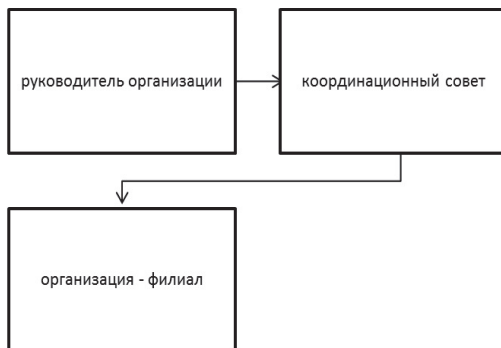 руководитель организации
координационный совет
организация - филиал